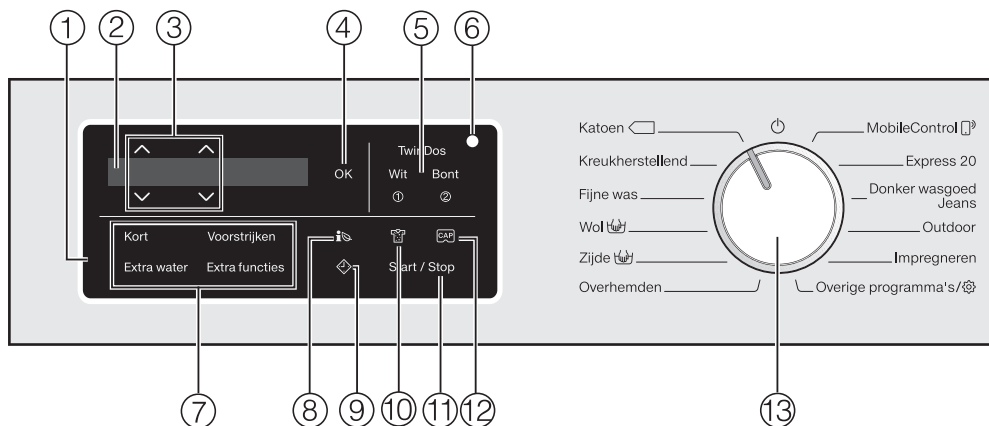 ① ② ③ ④ ⑤ ⑥
TwinDos
OK Wit Bont
① ②
Kort Voorstrijken
CAP
Extra water Extra functies
Start / Stop
Katoen
Kreukherstellend
Fijne was
Wol
Zijde
Overhemden
MobileControl
Express 20
Donker wasgoed
Jeans
Outdoor
Impregneren
Overige programma's/
⑦ ⑧ ⑨ ⑩ ⑪ ⑫ ⑬